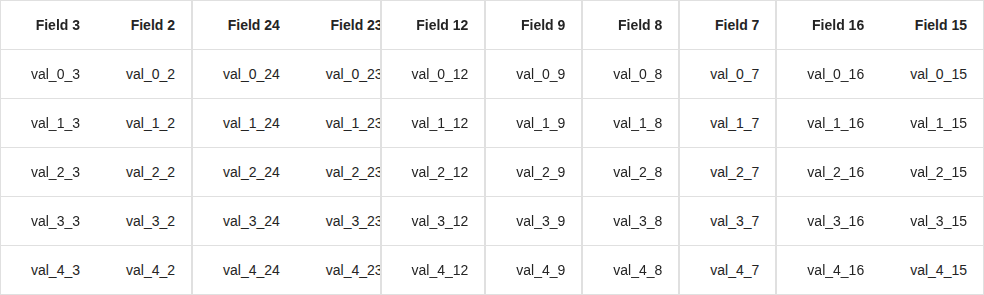 Field 3 Field 2 Field 24 Field 23 Field 12 Field 9 Field 8 Field 7 Field 16 Field 15
val_0_3 val_0_2 val_0_24 val_0_23 val_0_12 val_0_9 val_0_8 val_0_7 val_0_16 val_0_15
val_1_3 val_1_2 val_1_24 val_1_23 val_1_12 val_1_9 val_1_8 val_1_7 val_1_16 val_1_15
val_2_3 val_2_2 val_2_24 val_2_23 val_2_12 val_2_9 val_2_8 val_2_7 val_2_16 val_2_15
val_3_3 val_3_2 val_3_24 val_3_23 val_3_12 val_3_9 val_3_8 val_3_7 val_3_16 val_3_15
val_4_3 val_4_2 val_4_24 val_4_23 val_4_12 val_4_9 val_4_8 val_4_7 val_4_16 val_4_15